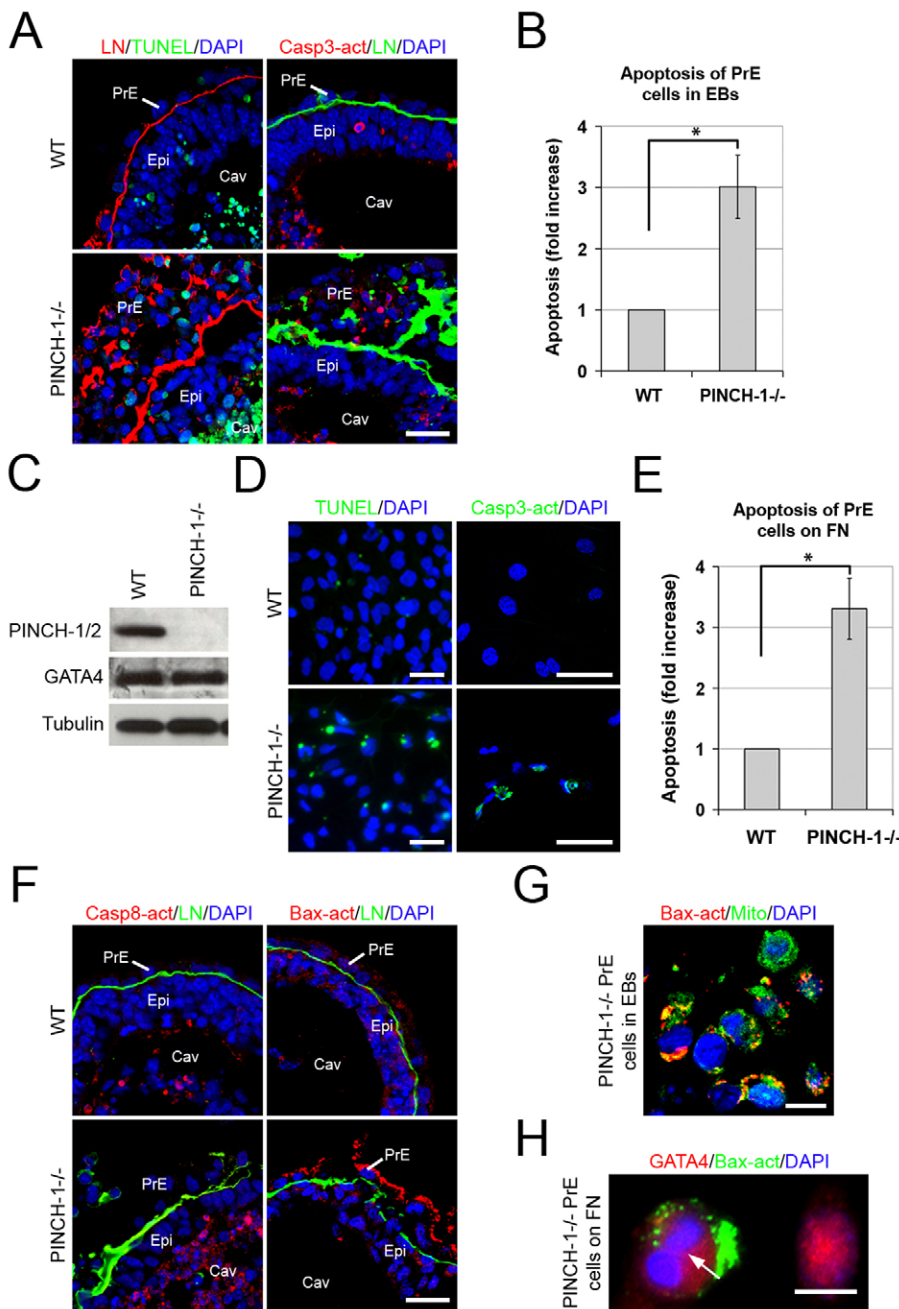 A
LN/TUNEL/DAPI
Casp3-act/LN/DAPI
WT
PrE
Epi
Cav
PrE
Epi
Cav
PINCH-1-/-
PrE
Epi
Cav
PrE
Epi
Cav
B
Apoptosis of PrE
cells in EBs
Apoptosis (fold increase)
4
3
2
1
0
*
WT
PINCH-1-/-
C
WT
PINCH-1-/-
PINCH-1/2
GATA4
Tubulin
D
TUNEL/DAPI
Casp3-act/DAPI
WT
PINCH-1-/-
E
Apoptosis of PrE
cells on FN
Apoptosis (fold increase)
4
3
2
1
0
*
WT
PINCH-1-/-
F
Casp8-act/LN/DAPI
Bax-act/LN/DAPI
WT
PrE
Epi
Cav
PrE
Epi
Cav
PINCH-1-/-
PrE
Epi
Cav
PrE
Epi
Cav
G
Bax-act/Mito/DAPI
PINCH-1-/- PrE
cells in EBs
H
GATA4/Bax-act/DAPI
PINCH-1-/- PrE
cells on FN